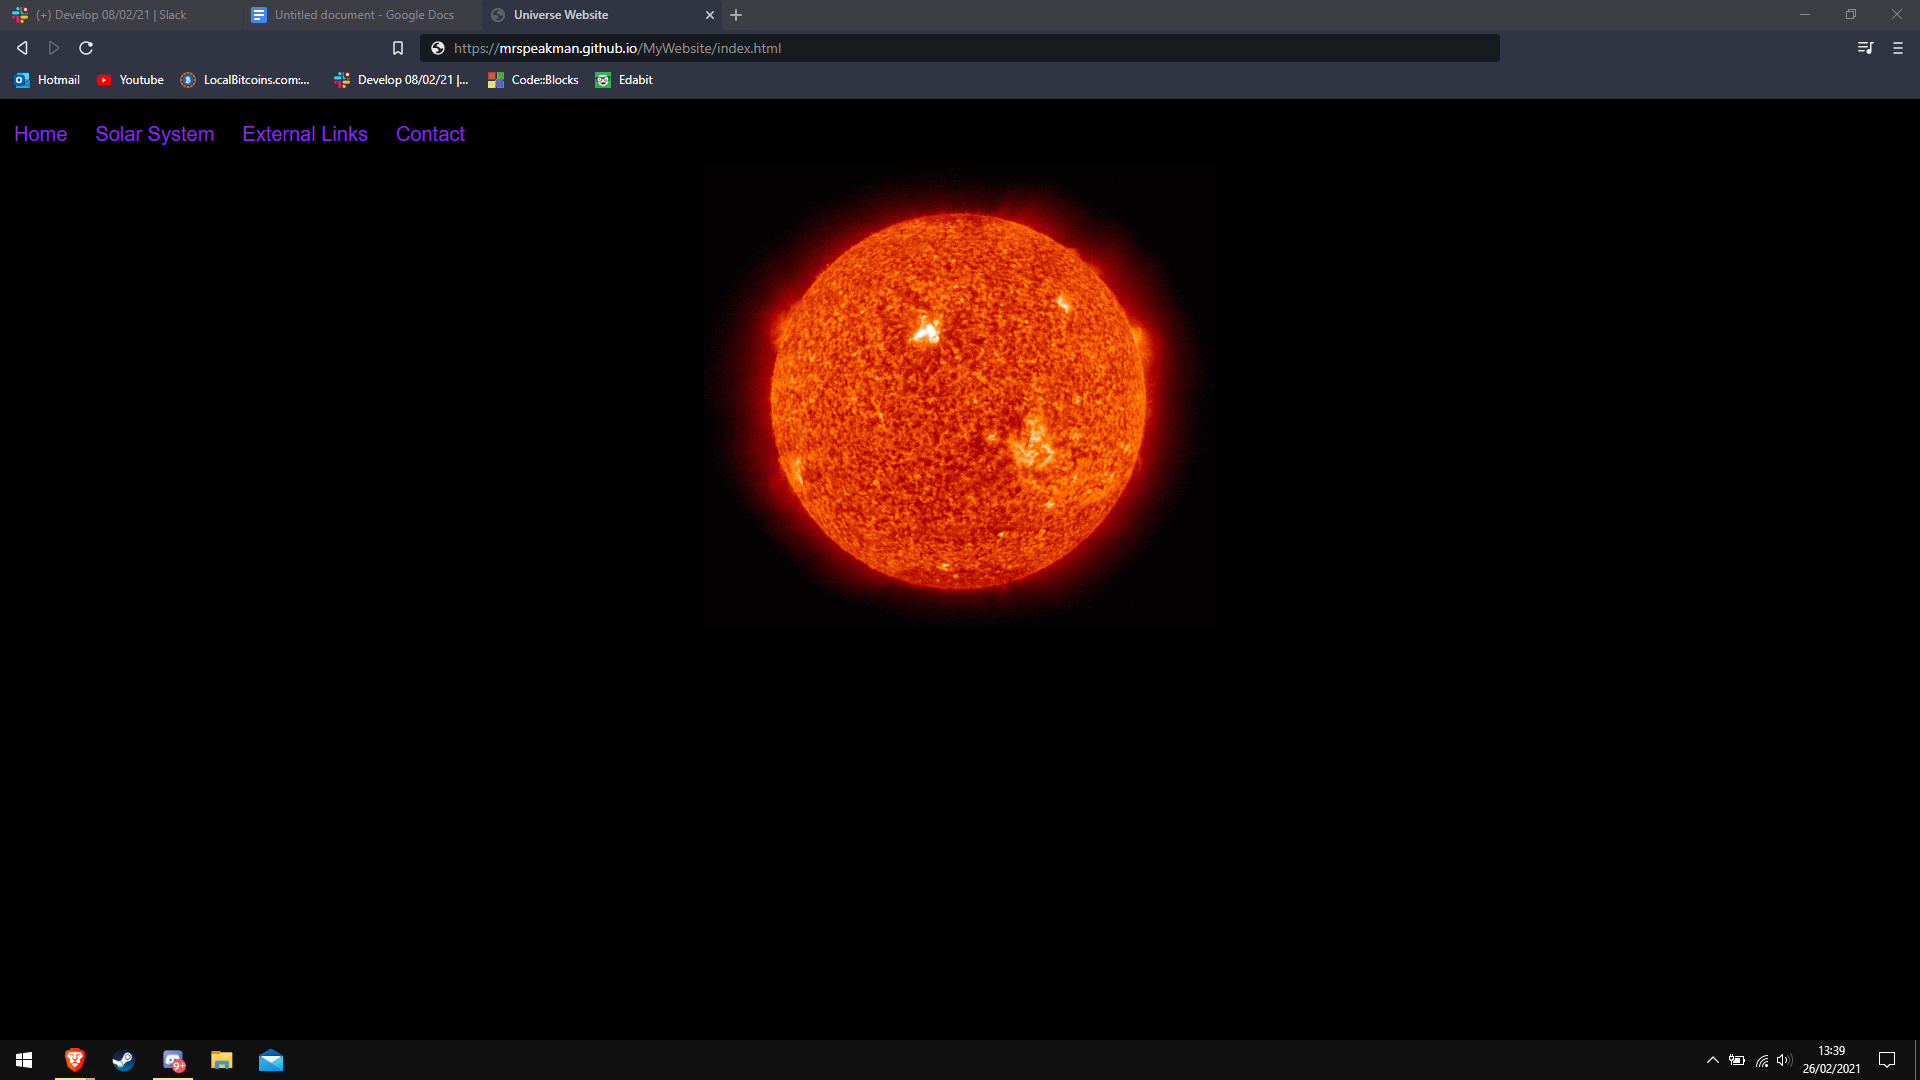 (+) Develop 08/02/21 | Slack
Untitled document - Google Docs
Universe Website
https://mrspeakman.github.io/MyWebsite/index.html
Hotmail
Youtube
LocalBitcoins.com:...
Develop 08/02/21 |...
Code::Blocks
Edabit
Home
Solar System
External Links
Contact
9+
13:39
26/02/2021